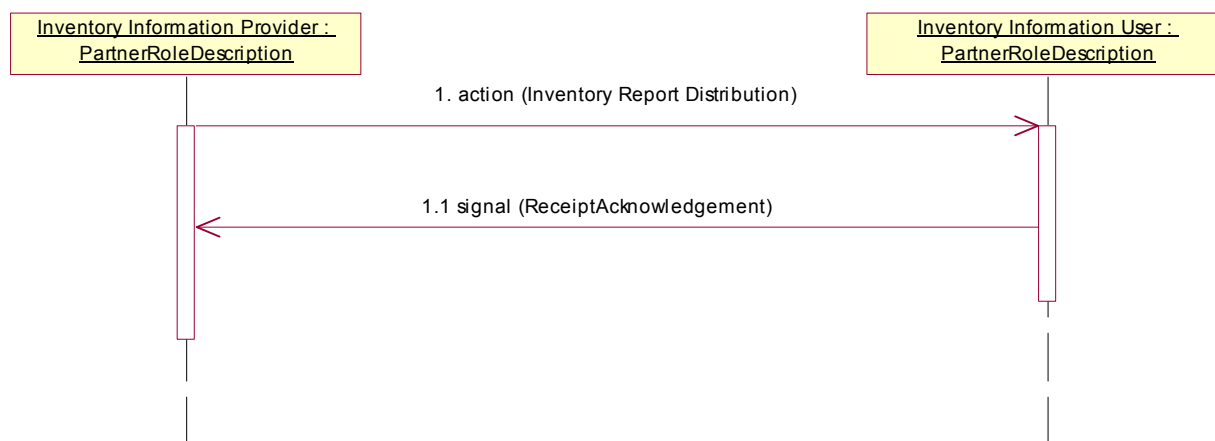 Inventory Information Provider :
PartnerRoleDescription
Inventory Information User :
PartnerRoleDescription
1. action (Inventory Report Distribution)
1.1 signal (ReceiptAcknowledgement)